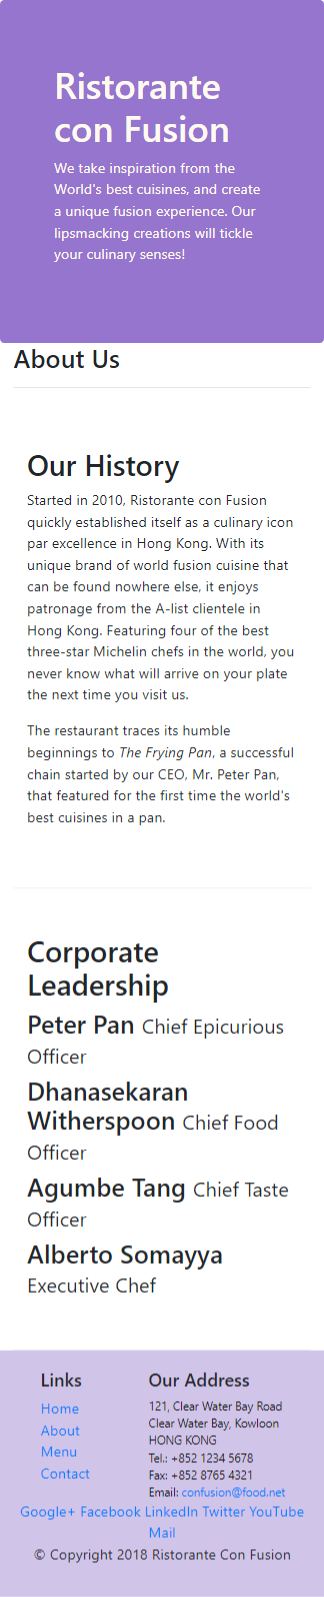 Ristorante
con Fusion
We take inspiration from the
World's best cuisines, and create
a unique fusion experience. Our
lipsmacking creations will tickle
your culinary senses!
About Us
Our History
Started in 2010, Ristorante con Fusion
quickly established itself as a culinary icon
par excellence in Hong Kong. With its
unique brand of world fusion cuisine that
can be found nowhere else, it enjoys
patronage from the A-list clientele in
Hong Kong. Featuring four of the best
three-star Michelin chefs in the world, you
never know what will arrive on your plate
the next time you visit us.
The restaurant traces its humble
beginnings to The Frying Pan, a successful
chain started by our CEO, Mr. Peter Pan,
that featured for the first time the world's
best cuisines in a pan.
Corporate
Leadership
Peter Pan Chief Epicurious
Officer
Dhanasekaran
Witherspoon Chief Food
Officer
Agumbe Tang Chief Taste
Officer
Alberto Somayya
Executive Chef
Links
Home
About
Menu
Contact
Our Address
121, Clear Water Bay Road
Clear Water Bay, Kowloon
HONG KONG
Tel.: +852 1234 5678
Fax: +852 8765 4321
Email: confusion@food.net
Google+ Facebook LinkedIn Twitter YouTube
Mail
© Copyright 2018 Ristorante Con Fusion